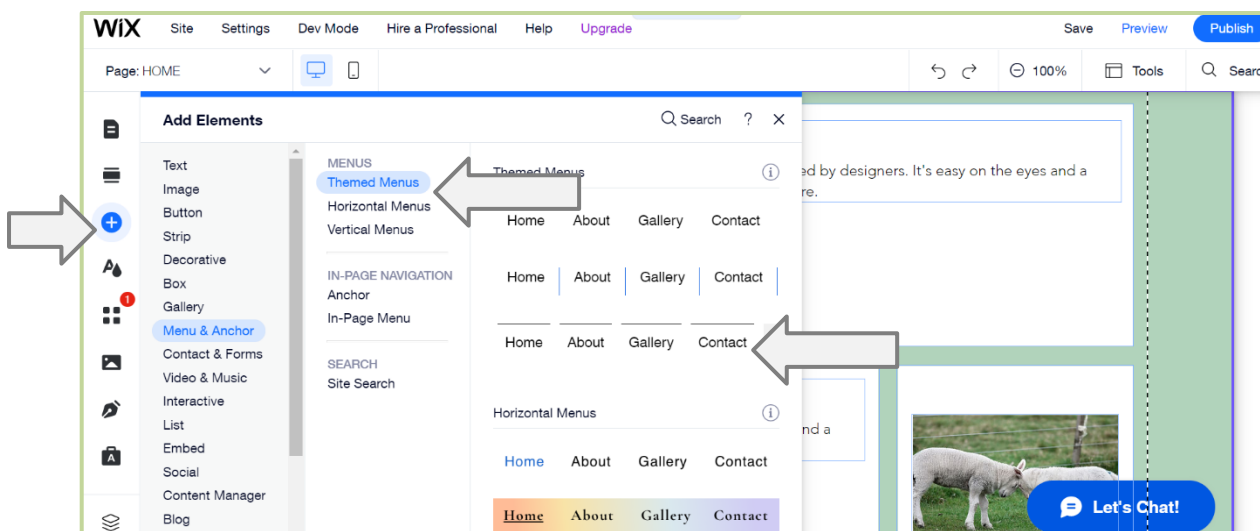 WiX Site Settings Dev Mode Hire a Professional Help Upgrade Save Preview Publish
Page: HOME 100% Tools
Add Elements Search ? ×
Text
Image
Button
Strip
Decorative
Box
Gallery
Menu & Anchor
Contact & Forms
Video & Music
Interactive
List
Embed
Social
Content Manager
Blog
1
A
MENUS
Themed Menus
Horizontal Menus
Vertical Menus
IN-PAGE NAVIGATION
Anchor
In-Page Menu
SEARCH
Site Search
Themed Menus
Home About Gallery Contact
Home About Gallery Contact
Home About Gallery Contact
Horizontal Menus
Home About Gallery Contact
Home About Gallery Contact
by designers. It's easy on the eyes and a
and a
Let's Chat!